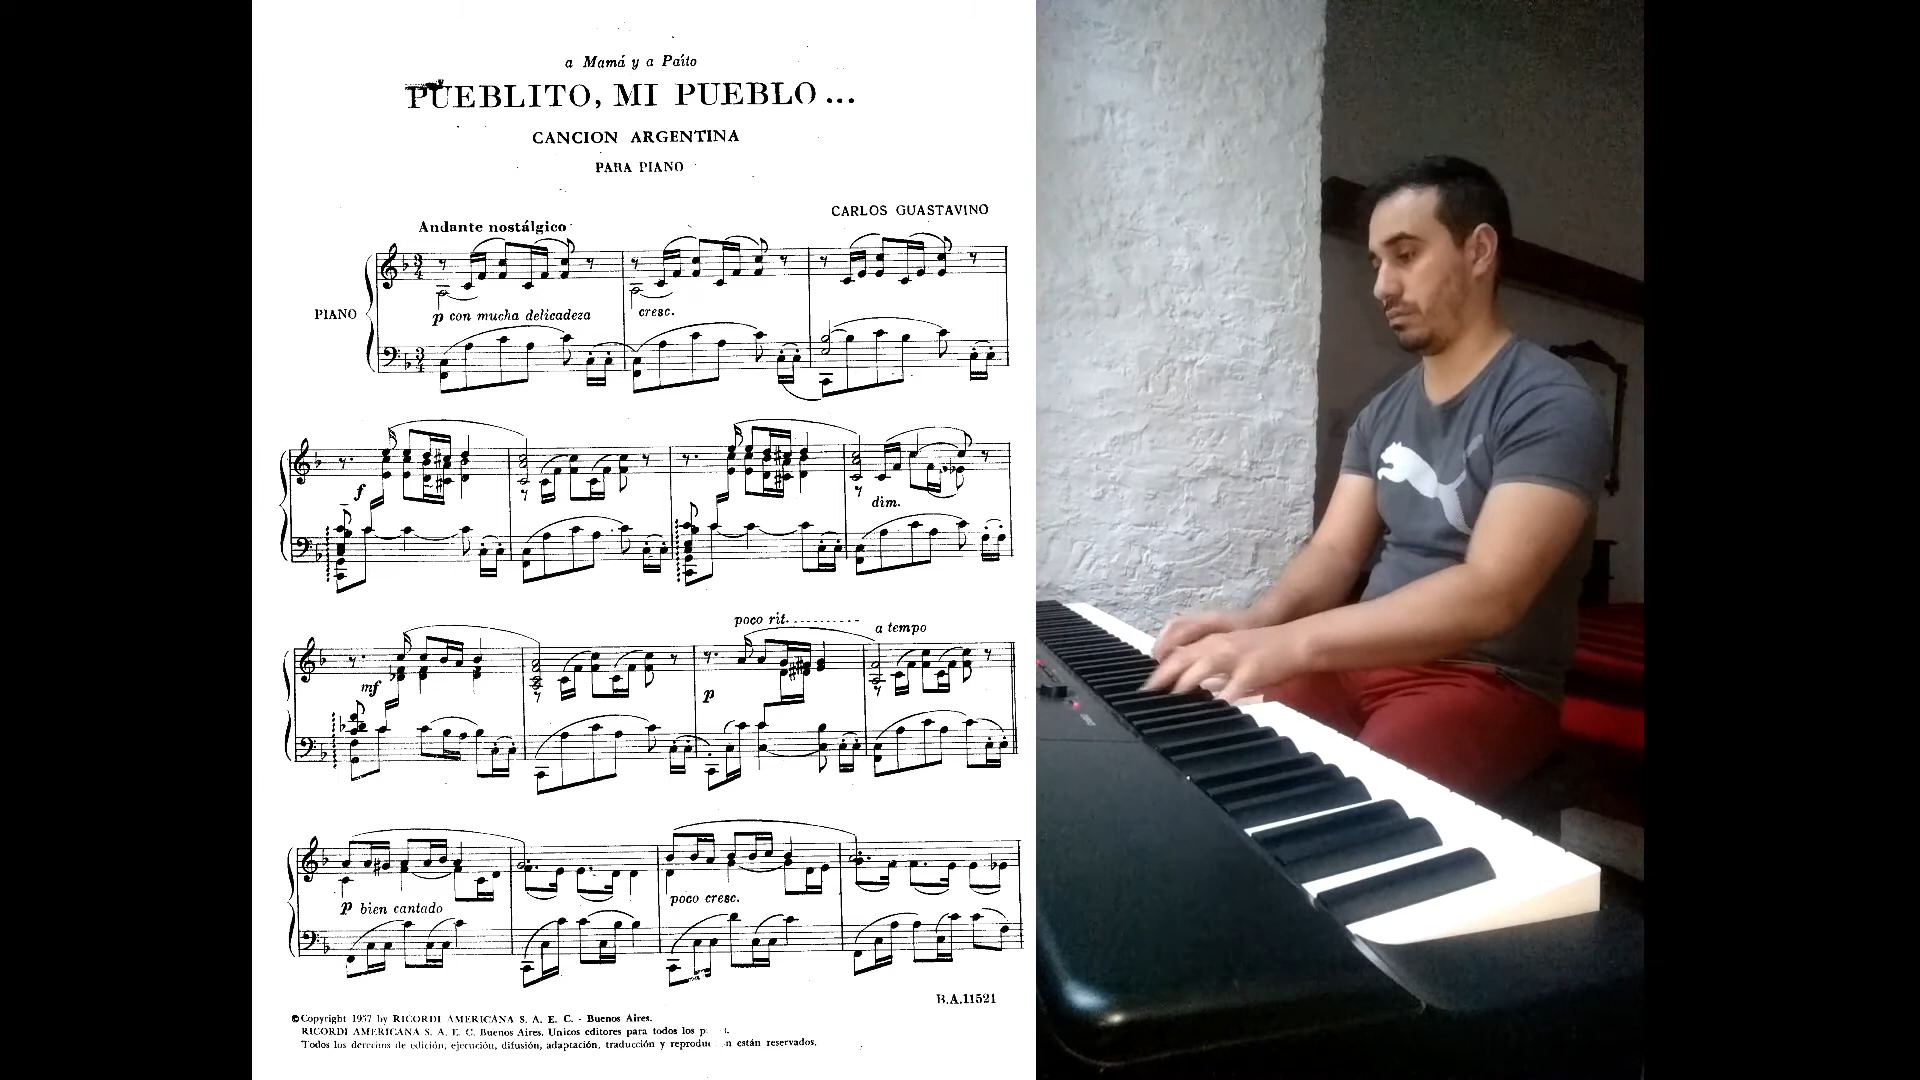 a Mamá y a Paíto
PUEBLITO, MI PUEBLO...
CANCION ARGENTINA
PARA PIANO
CARLOS GUASTAVINO
Andante nostálgico
PIANO
p con mucha delicadeza
cresc.
f
dim.
poco rit.
a tempo
mf
p
p bien cantado
poco cresc.
B.A.11521
©Copyright 1957 by RICORDI AMERICANA S. A. E. C. - Buenos Aires.
RICORDI AMERICANA S. A. E. C. Buenos Aires. Unicos editores para todos los
Todos los derechos de edición, ejecución, difusión, adaptación, traducción y están reservados.